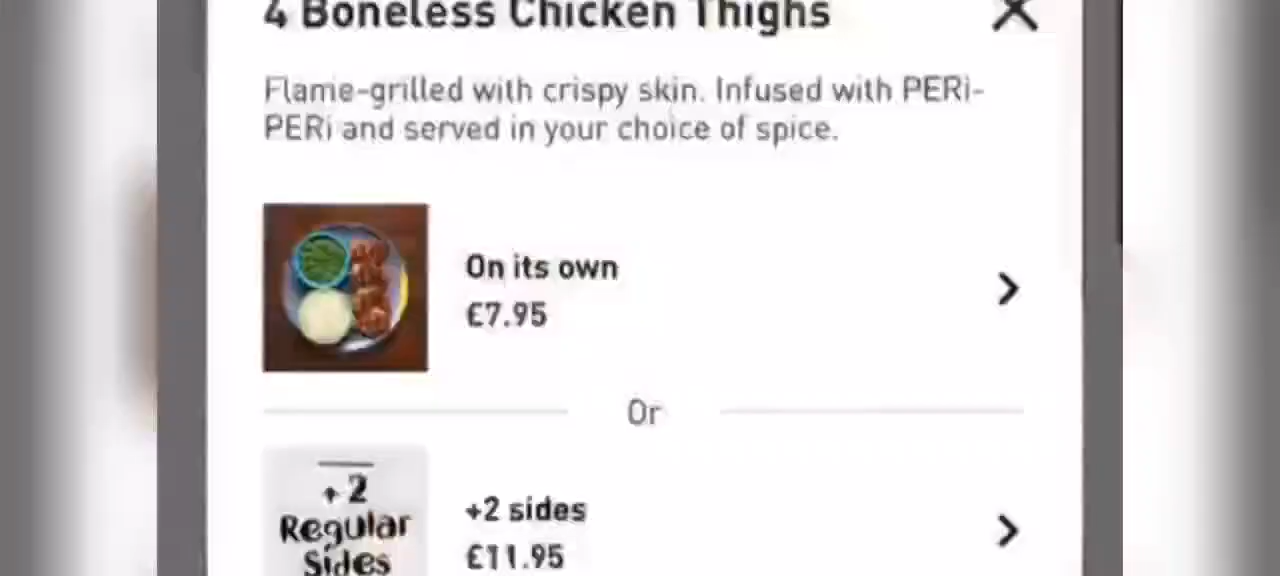 4 Boneless Chicken Thighs
Flame-grilled with crispy skin. Infused with PERi-
PERi and served in your choice of spice.
On its own
£7.95
Or
+2
Regular
Sides
+2 sides
£11.95